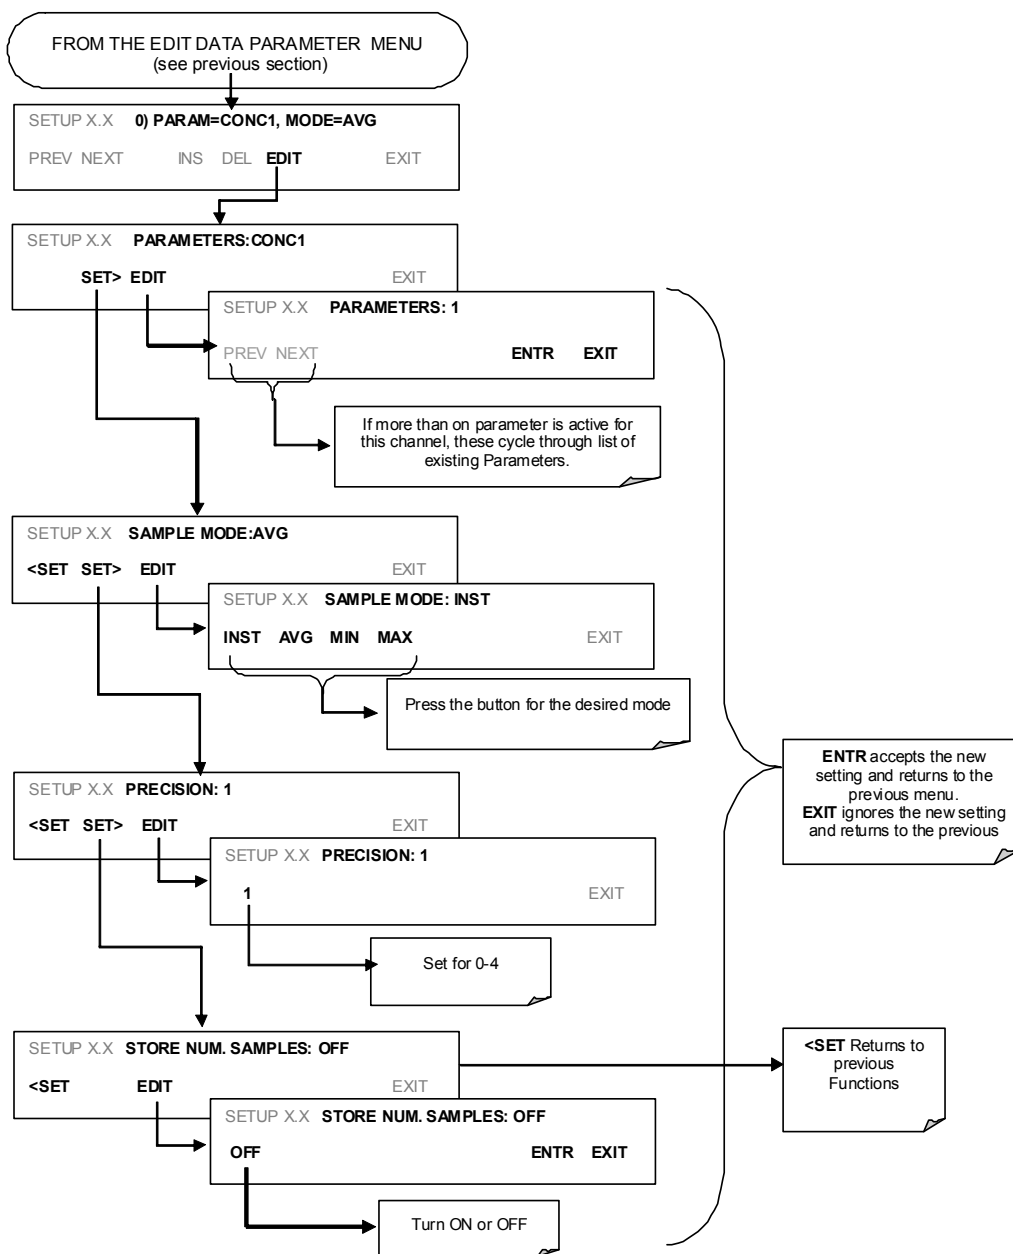 FROM THE EDIT DATA PARAMETER MENU
(see previous section)
SETUP X.X 0) PARAM=CONC1, MODE=AVG
PREV NEXT INS DEL EDIT EXIT
SETUP X.X PARAMETERS:CONC1
SET> EDIT EXIT
SETUP X.X PARAMETERS: 1
PREV NEXT ENTR EXIT
If more than on parameter is active for
this channel, these cycle through list of
existing Parameters.
SETUP X.X SAMPLE MODE:AVG
<SET SET> EDIT EXIT
SETUP X.X SAMPLE MODE: INST
INST AVG MIN MAX EXIT
Press the button for the desired mode
ENTR accepts the new
setting and returns to the
previous menu.
EXIT ignores the new setting
and returns to the previous
SETUP X.X PRECISION: 1
<SET SET> EDIT EXIT
SETUP X.X PRECISION: 1
1 EXIT
Set for 0-4
SETUP X.X STORE NUM. SAMPLES: OFF
<SET EDIT EXIT
<SET Returns to
previous
Functions
SETUP X.X STORE NUM. SAMPLES: OFF
OFF ENTR EXIT
Turn ON or OFF